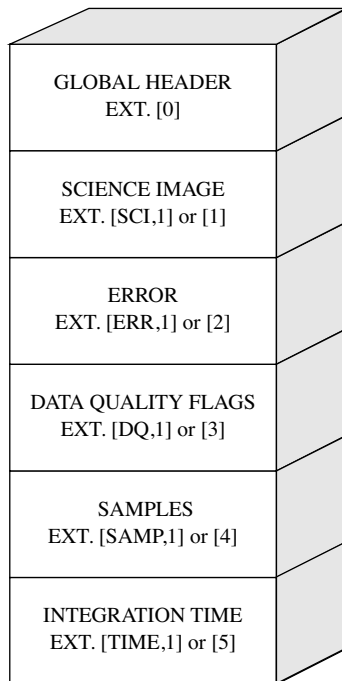 GLOBAL HEADER
EXT. [0]
SCIENCE IMAGE
EXT. [SCI,1] or [1]
ERROR
EXT. [ERR,1] or [2]
DATA QUALITY FLAGS
EXT. [DQ,1] or [3]
SAMPLES
EXT. [SAMP,1] or [4]
INTEGRATION TIME
EXT. [TIME,1] or [5]